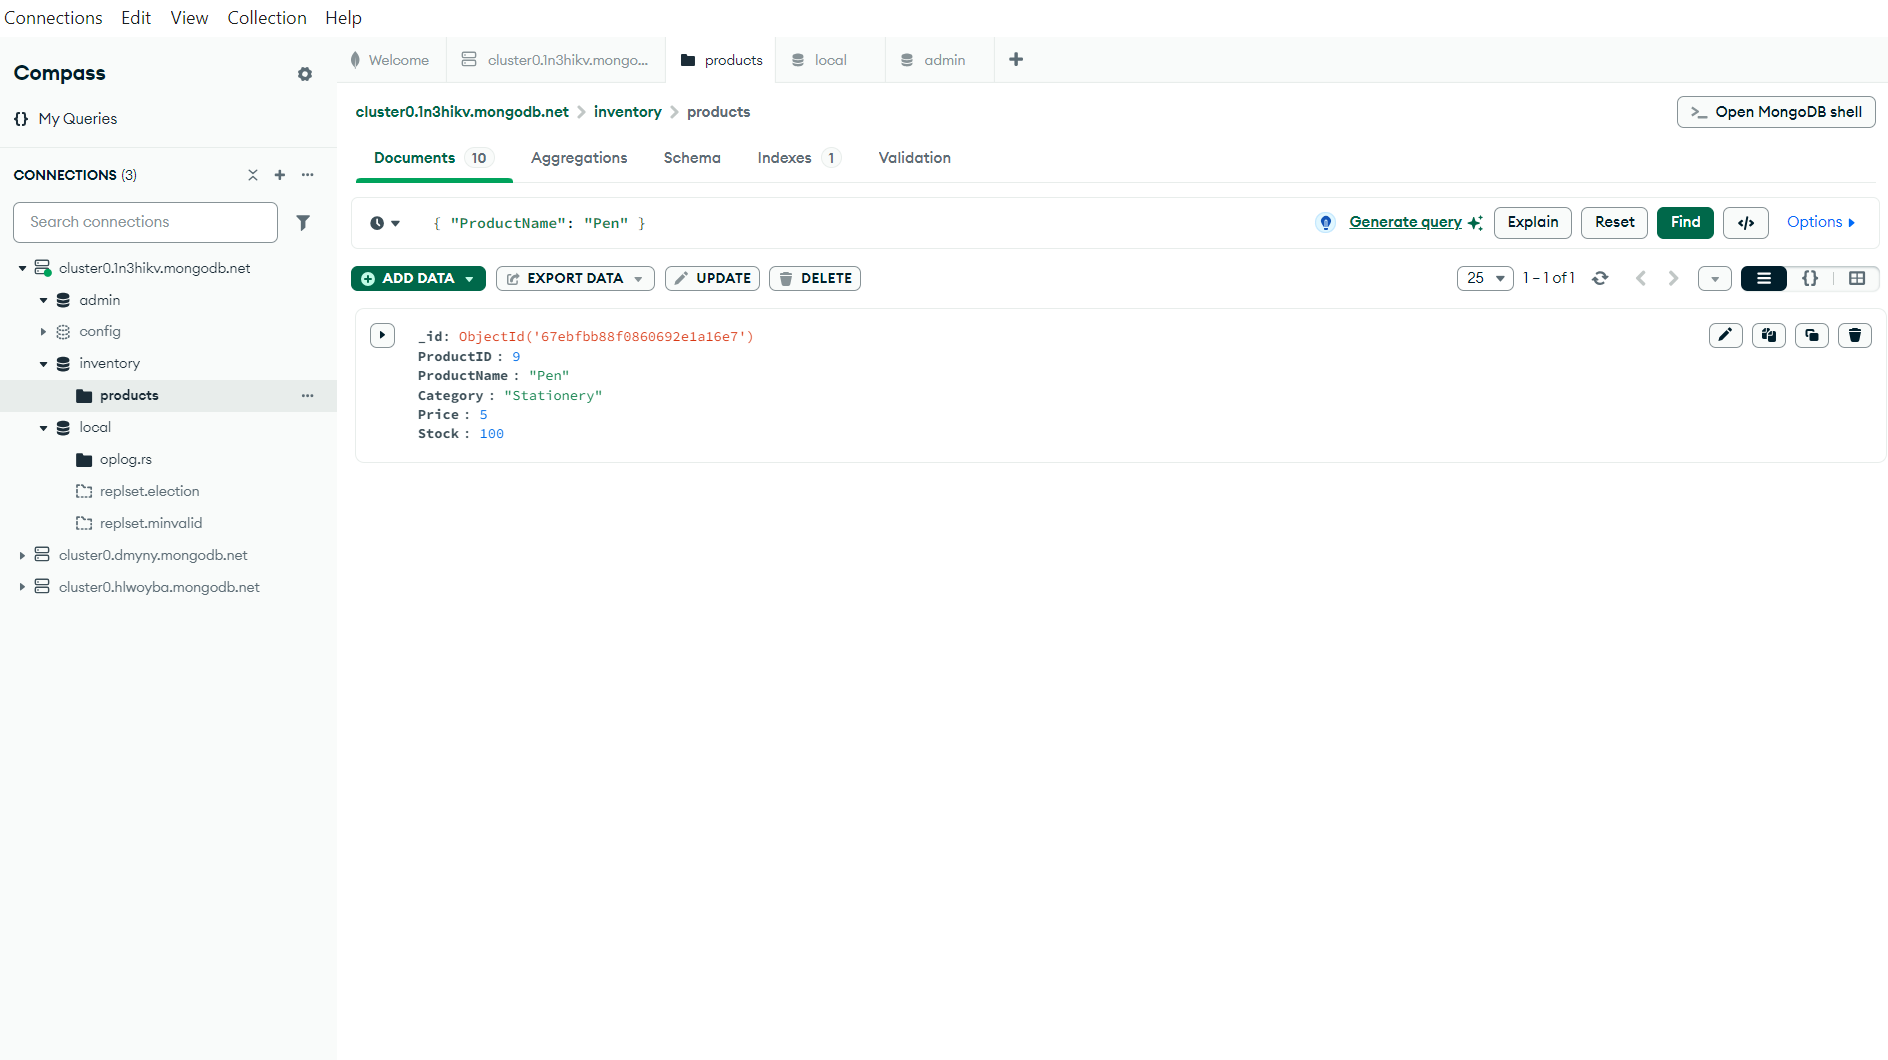 Connections Edit View Collection Help
Compass
{} My Queries
CONNECTIONS (3)
Search connections
cluster0.1n3hikv.mongodb.net
admin
config
inventory
products
local
oplog.rs
replset.election
replset.minvalid
cluster0.dmyny.mongodb.net
cluster0.hlwoyba.mongodb.net
Welcome cluster0.1n3hikv.mongo... products local admin
cluster0.1n3hikv.mongodb.net > inventory > products
>_ Open MongoDB shell
Documents 10 Aggregations Schema Indexes 1 Validation
{ "ProductName": "Pen" }
Generate query Explain Reset Find </> Options
ADD DATA EXPORT DATA UPDATE DELETE
25 1 – 1 of 1 {}
_id: ObjectId('67ebfbb88f0860692e1a16e7')
ProductID : 9
ProductName : "Pen"
Category : "Stationery"
Price : 5
Stock : 100